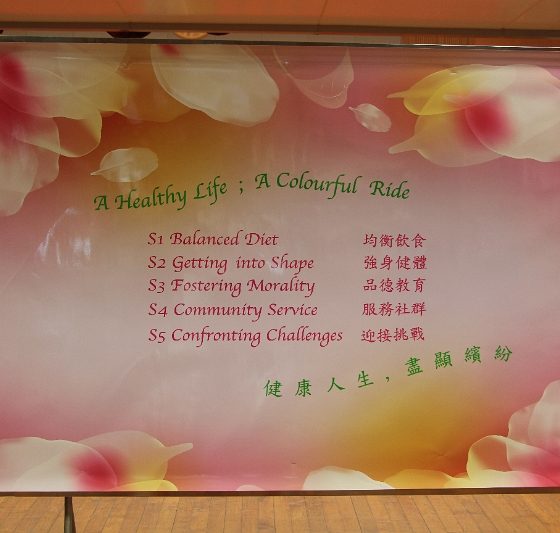 A Healthy Life ; A Colourful Ride
S1 Balanced Diet 均衡飲食
S2 Getting into Shape 強身健體
S3 Fostering Morality 品德教育
S4 Community Service 服務社群
S5 Confronting Challenges 迎接挑戰
健康人生，盡顯繽紛